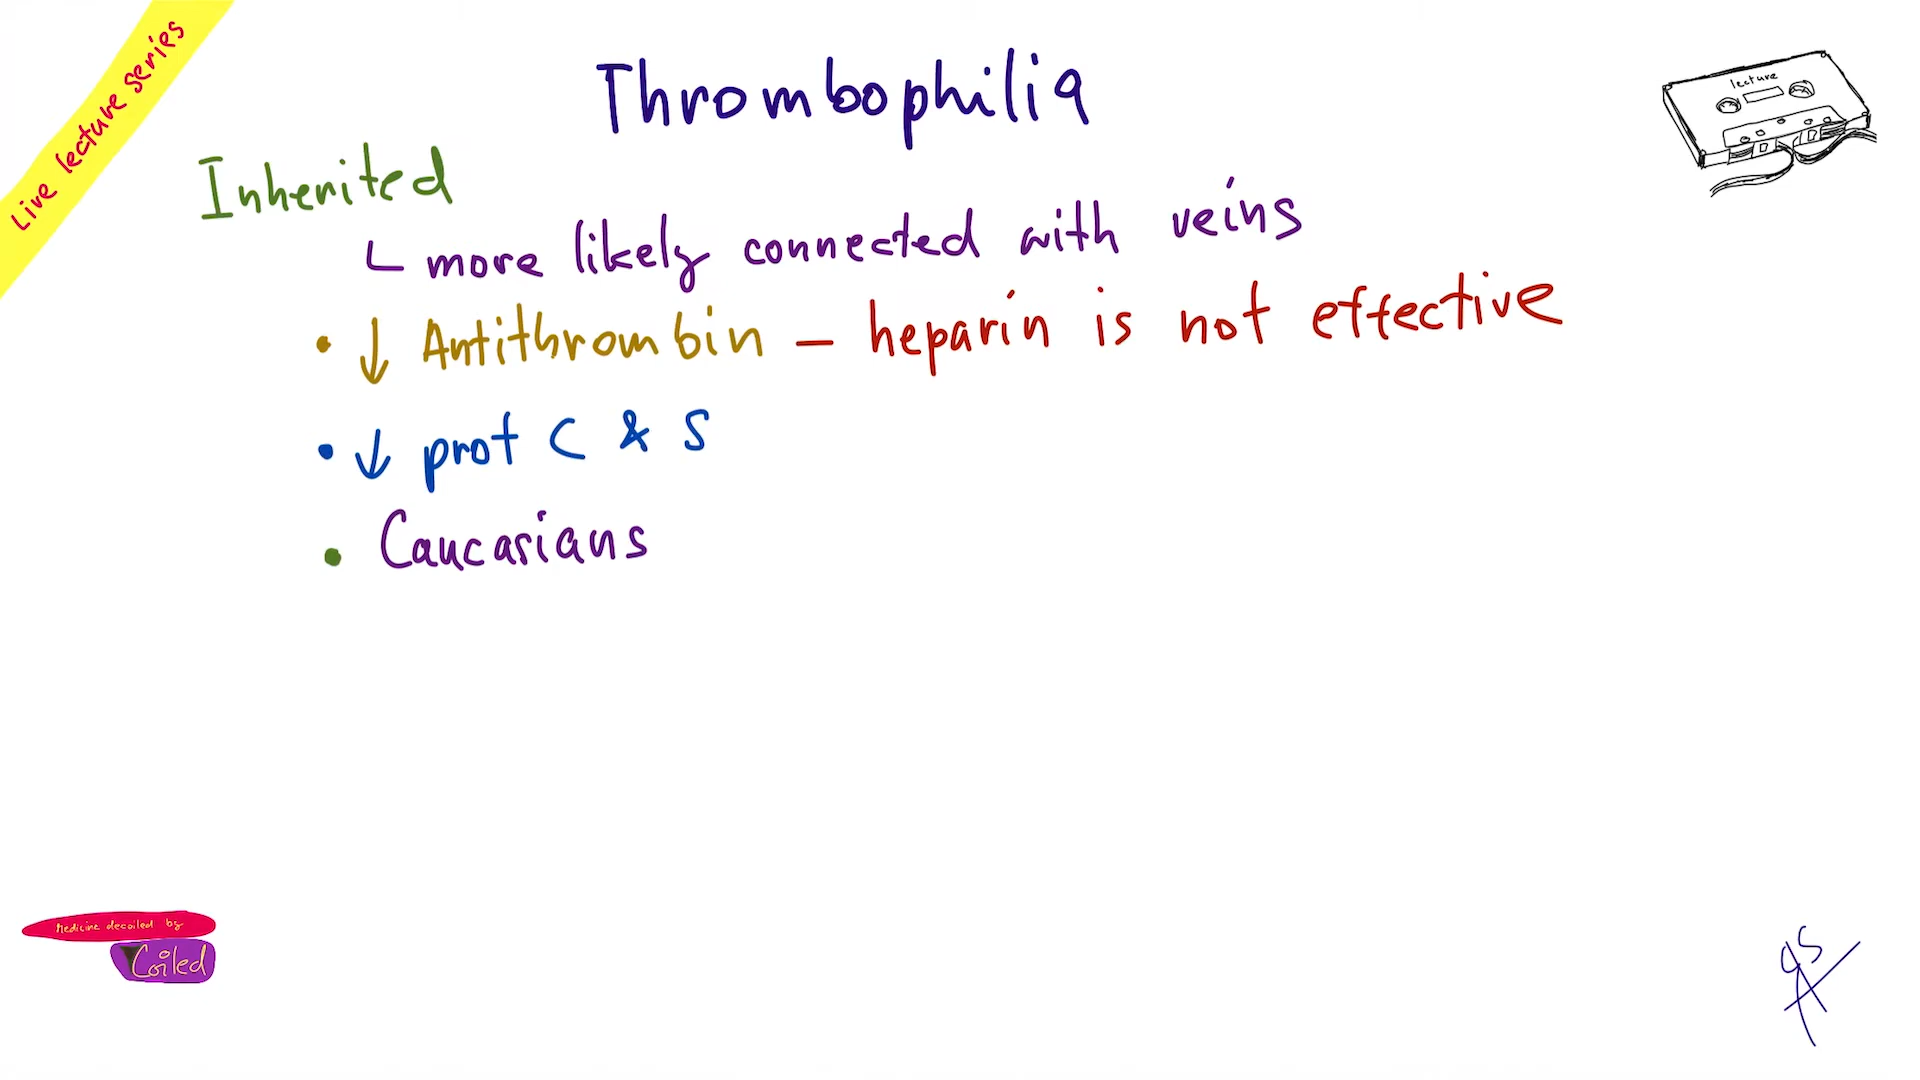 Live lecture series
Thrombophilia
lecture
Inherited
more likely connected with veins
• ↓ Antithrombin – heparin is not effective
• ↓ prot C & S
• Caucasians
Medicine decoiled by
Coiled